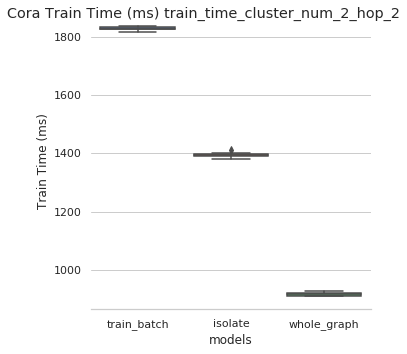 Cora Train Time (ms) train_time_cluster_num_2_hop_2
1800
1600
1400
1200
1000
Train Time (ms)
train_batch isolate whole_graph
models